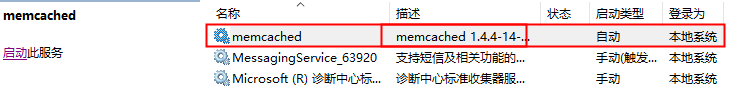 memcached
启动此服务
名称 描述 状态 启动类型 登录为
memcached memcached 1.4.4-14-... 自动 本地系统
MessagingService_63920 支持短信及相关功能的... 手动(触发... 本地系统
Microsoft (R) 诊断中心标... 诊断中心标准收集器服... 手动 本地系统